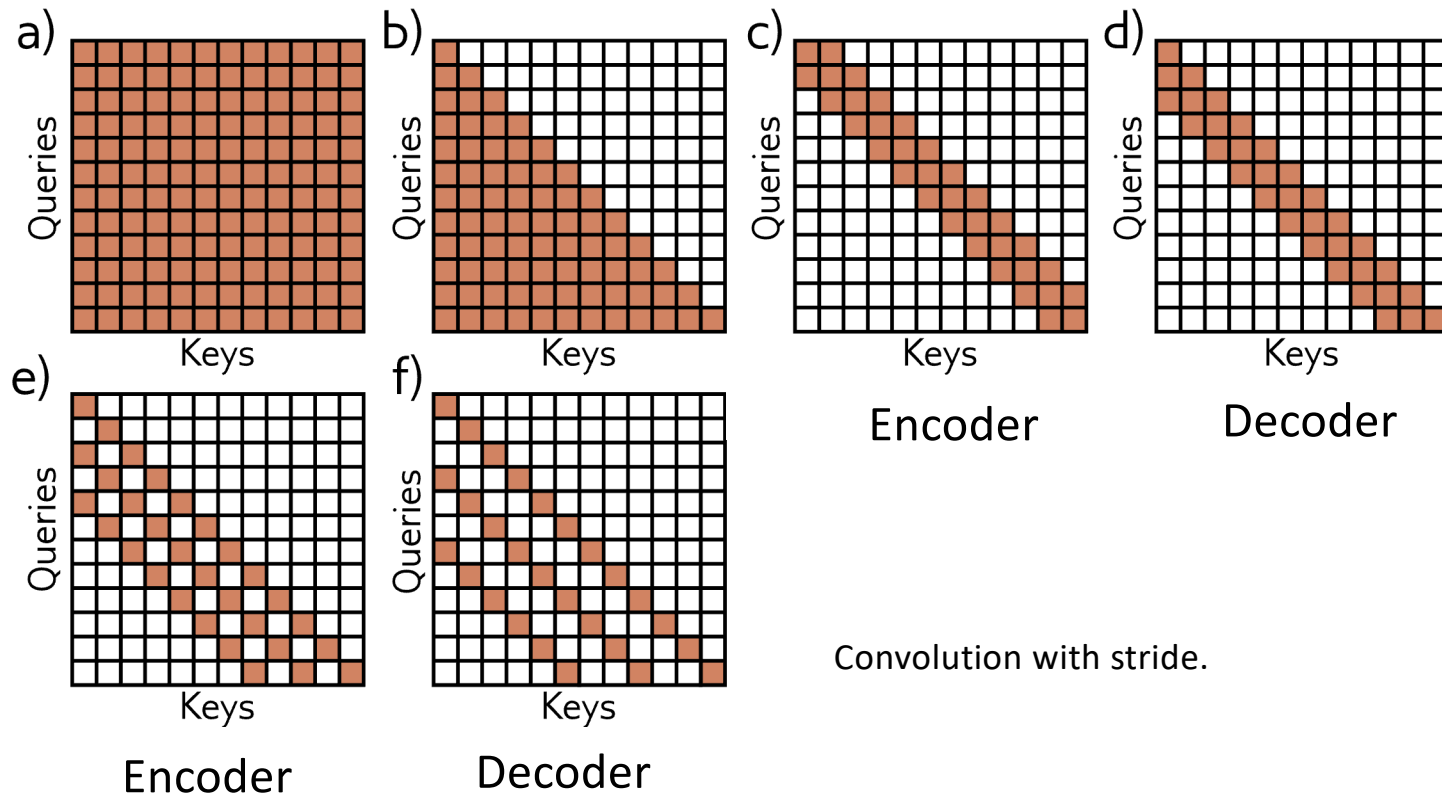 a)
b)
c)
d)
Queries
Queries
Queries
Queries
Keys
Keys
Keys
Keys
e)
f)
Encoder
Decoder
Queries
Queries
Convolution with stride.
Keys
Keys
Encoder
Decoder